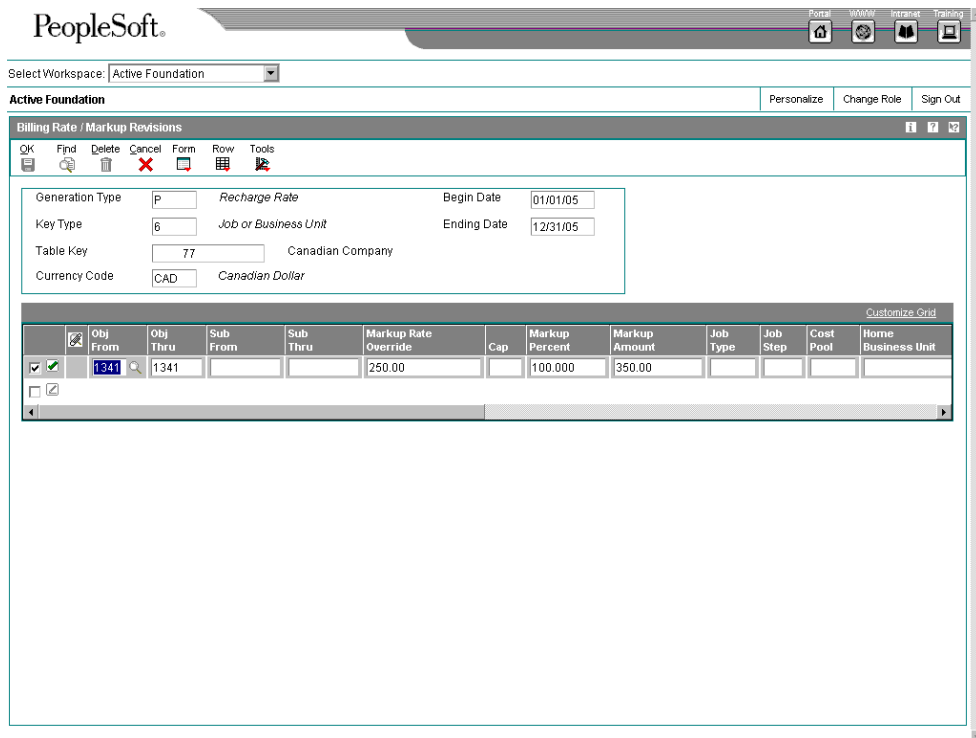 PeopleSoft.
Portal WWW Intranet Training
Select Workspace: Active Foundation
Active Foundation Personalize Change Role Sign Out
Billing Rate / Markup Revisions i ? ?
OK Find Delete Cancel Form Row Tools
Generation Type P Recharge Rate Begin Date 01/01/05
Key Type 6 Job or Business Unit Ending Date 12/31/05
Table Key 77 Canadian Company
Currency Code CAD Canadian Dollar
Customize Grid
Obj From Obj Thru Sub From Sub Thru Markup Rate Override Cap Markup Percent Markup Amount Job Type Job Step Cost Pool Home Business Unit
1341 1341 250.00 100.000 350.00